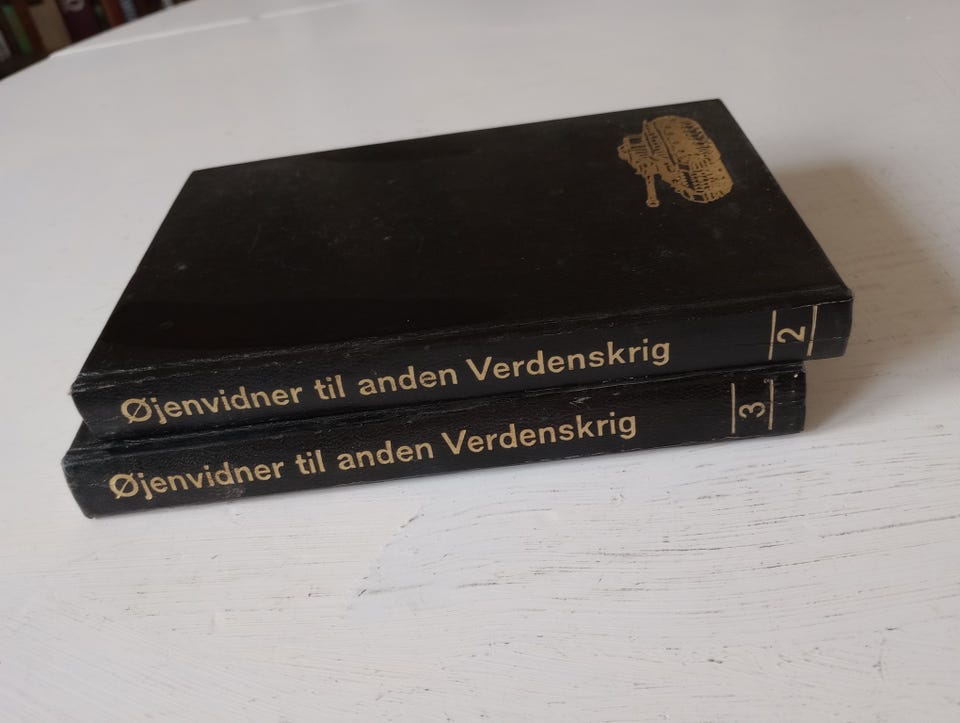 Øjenvidner til anden Verdenskrig 2
Øjenvidner til anden Verdenskrig 3